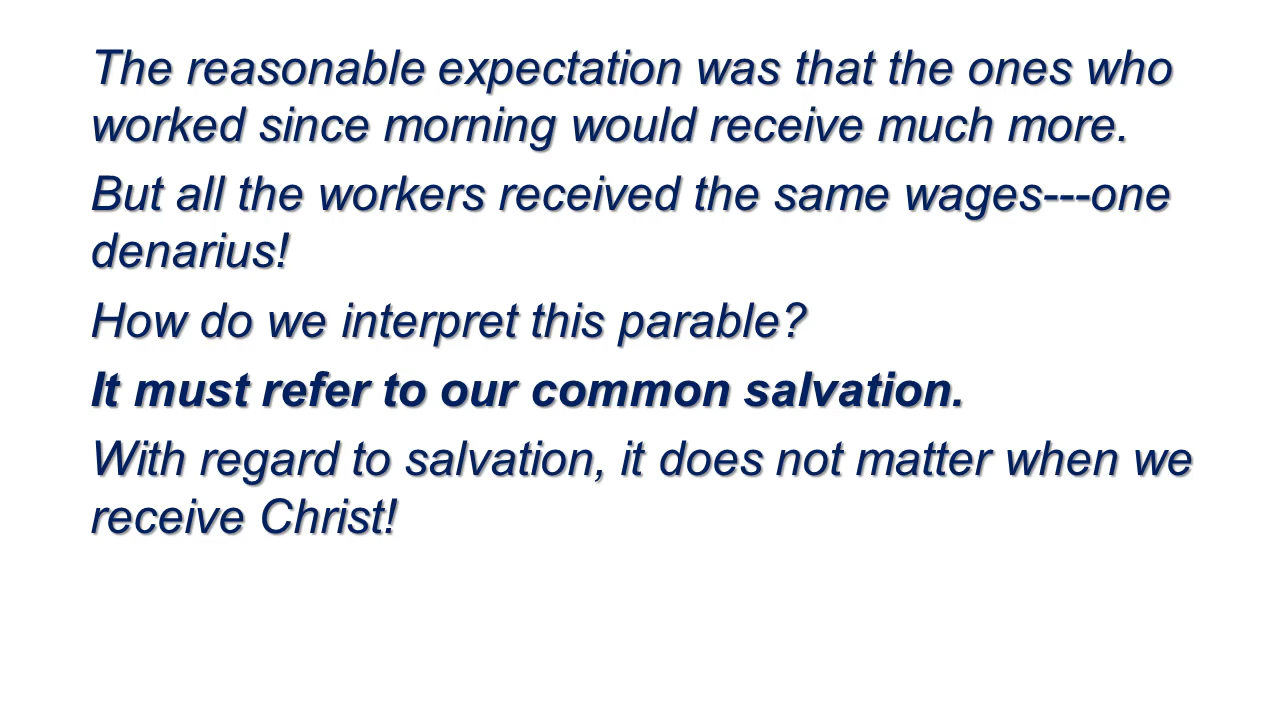 The reasonable expectation was that the ones who
worked since morning would receive much more.
But all the workers received the same wages---one
denarius!
How do we interpret this parable?
It must refer to our common salvation.
With regard to salvation, it does not matter when we
receive Christ!